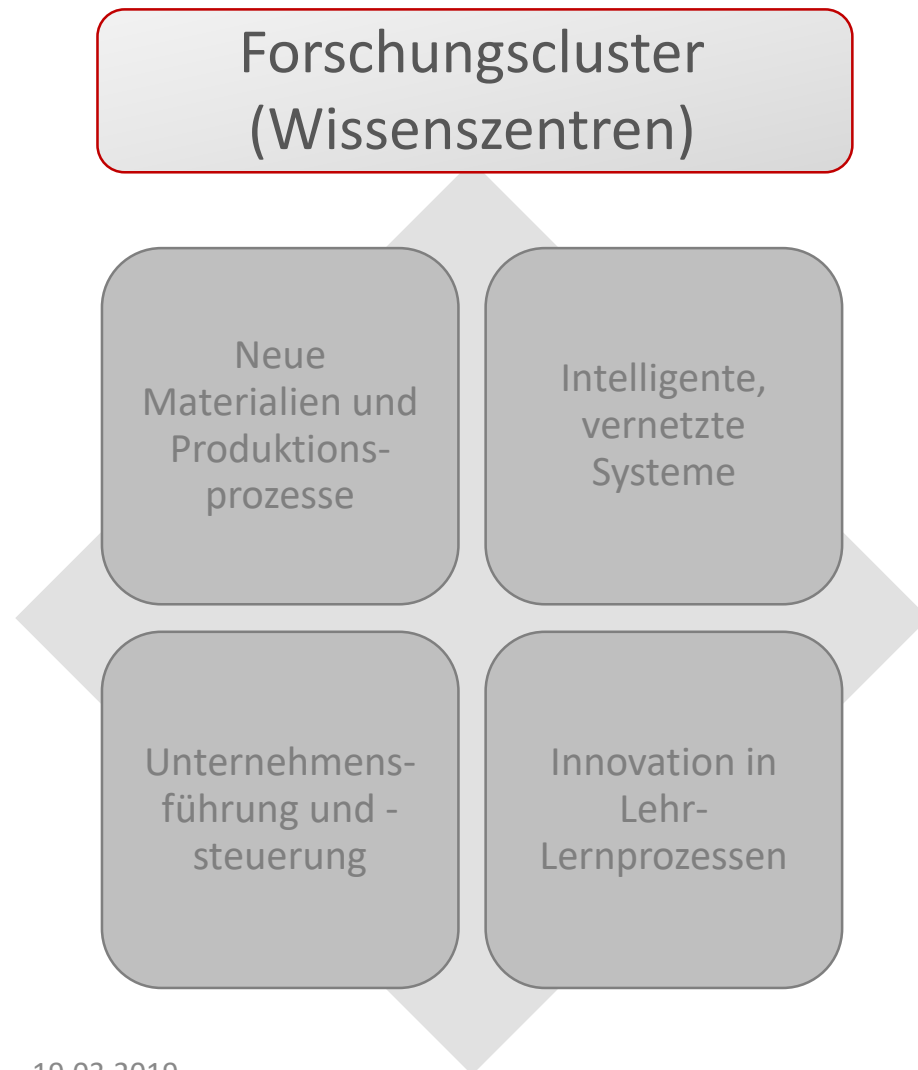 Forschungscluster
(Wissenszentren)
Neue
Materialien und
Produktions-
prozesse
Intelligente,
vernetzte
Systeme
Unternehmens-
führung und -
steuerung
Innovation in
Lehr-
Lernprozessen